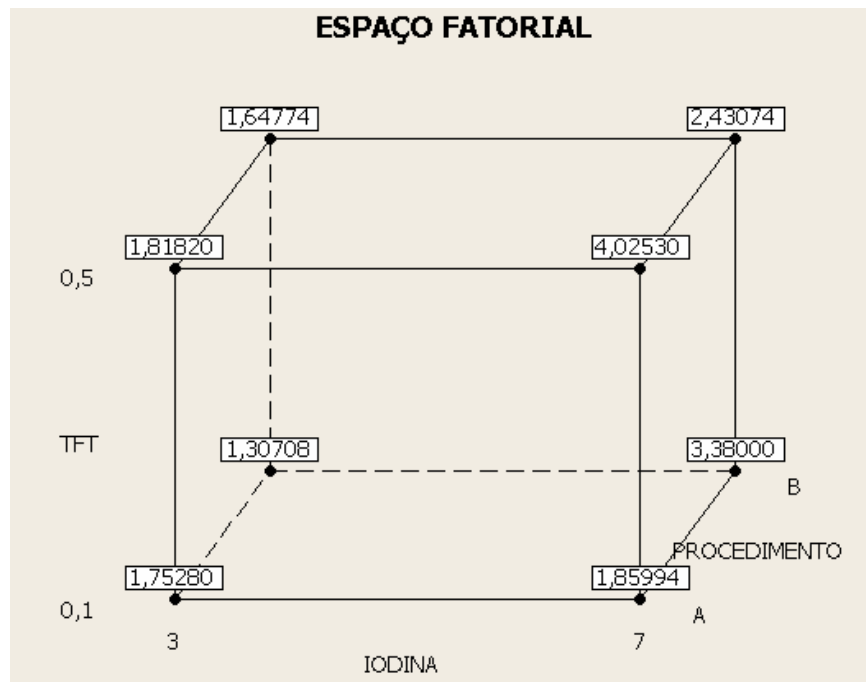 ESPAÇO FATORIAL
1,64774
2,43074
1,81820
4,02530
0,5
TFT
1,30708
3,38000
B
PROCEDIMENTO
1,75280
1,85994
0,1
A
3
7
IODINA